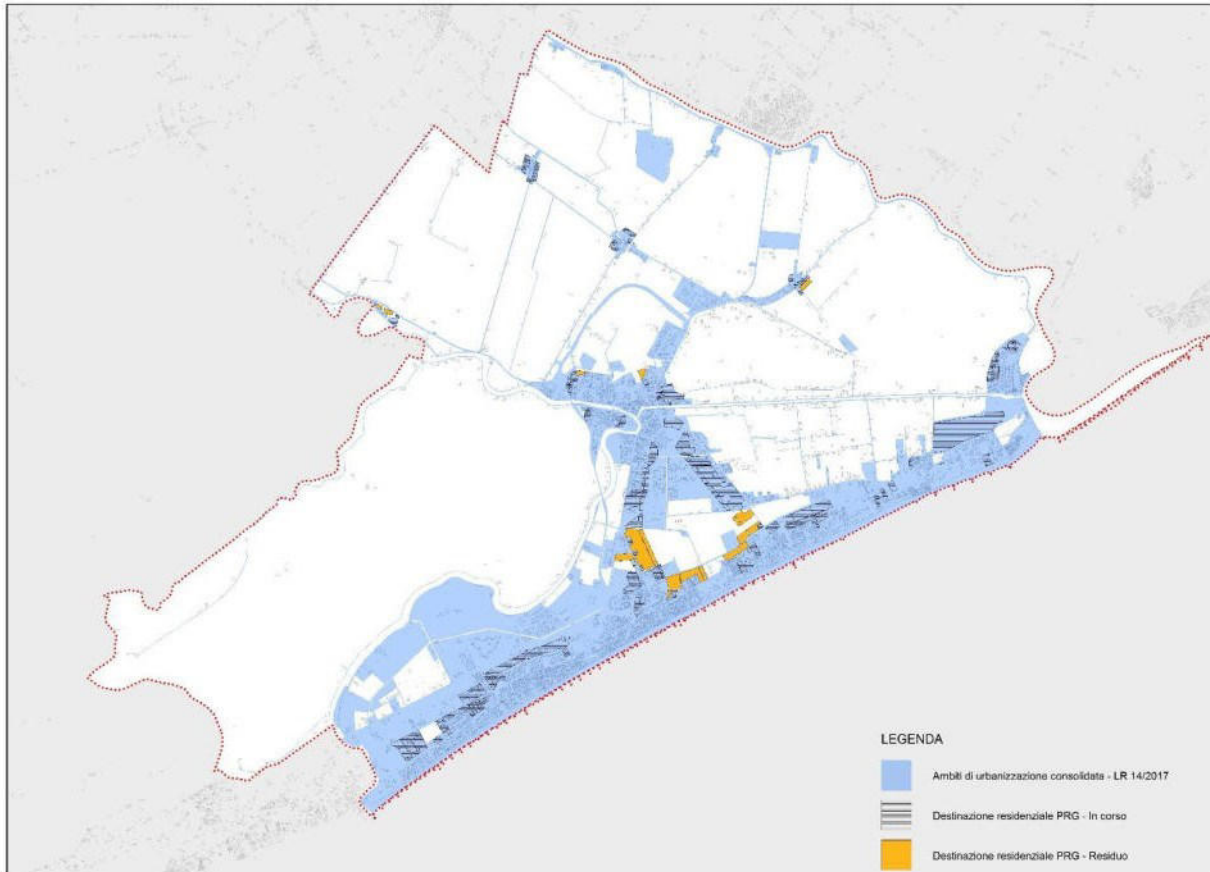 LEGENDA
Ambiti di urbanizzazione consolidata - LR 14/2017
Destinazione residenziale PRG - In corso
Destinazione residenziale PRG - Residuo